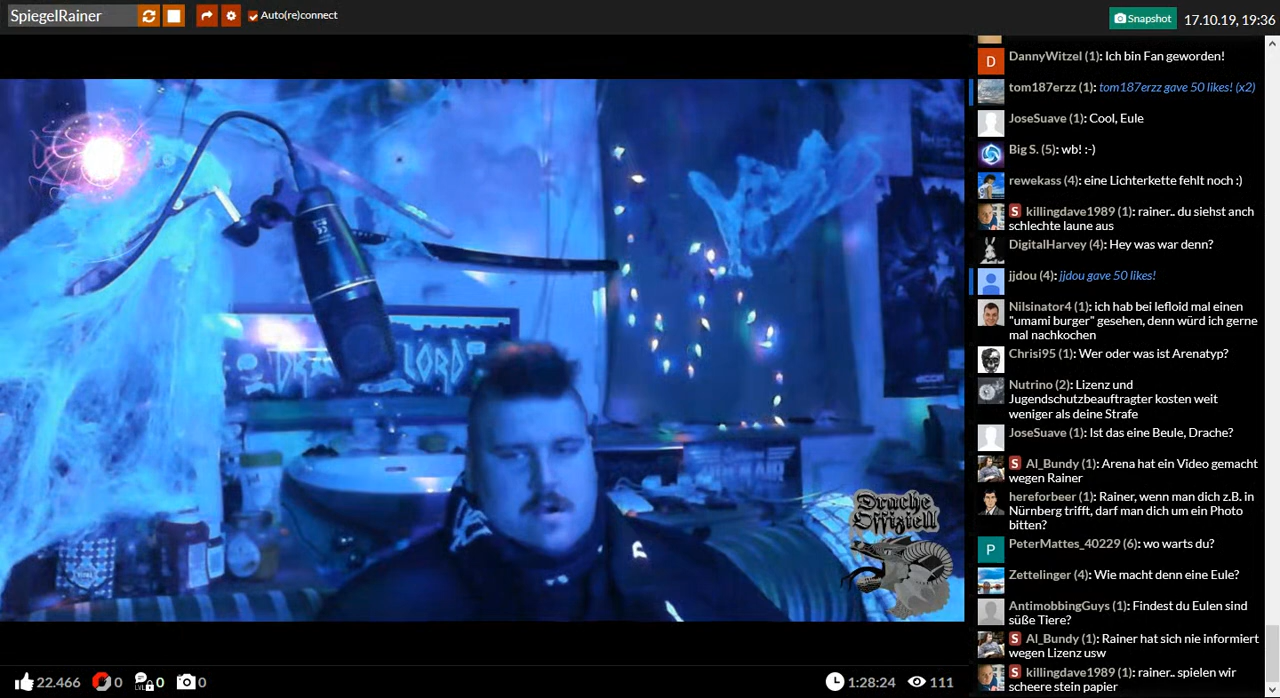 SpiegelRainer
Auto(re)connect
Snapshot
17.10.19, 19:36
LORD
Drache
Offiziell
DannyWitzel (1): Ich bin Fan geworden!
tom187erzz (1): tom187erzz gave 50 likes! (x2)
JoseSuave (1): Cool, Eule
Big S. (5): wb! :-)
rewekass (4): eine Lichterkette fehlt noch :)
S killingdave1989 (1): rainer.. du siehst anch
schlechte laune aus
DigitalHarvey (4): Hey was war denn?
jjdou (4): jjdou gave 50 likes!
Nilsinator4 (1): ich hab bei lefloid mal einen
"umami burger" gesehen, denn würd ich gerne
mal nachkochen
Chrisi95 (1): Wer oder was ist Arenatyp?
Nutrino (2): Lizenz und
Jugendschutzbeauftragter kosten weit
weniger als deine Strafe
JoseSuave (1): Ist das eine Beule, Drache?
S Al_Bundy (1): Arena hat ein Video gemacht
wegen Rainer
hereforbeer (1): Rainer, wenn man dich z.B. in
Nürnberg trifft, darf man dich um ein Photo
bitten?
P PeterMattes_40229 (6): wo warts du?
Zettelinger (4): Wie macht denn eine Eule?
AntimobbingGuys (1): Findest du Eulen sind
süße Tiere?
S Al_Bundy (1): Rainer hat sich nie informiert
wegen Lizenz usw
S killingdave1989 (1): rainer.. spielen wir
scheere stein papier
22.466 0 0 0
1:28:24 111